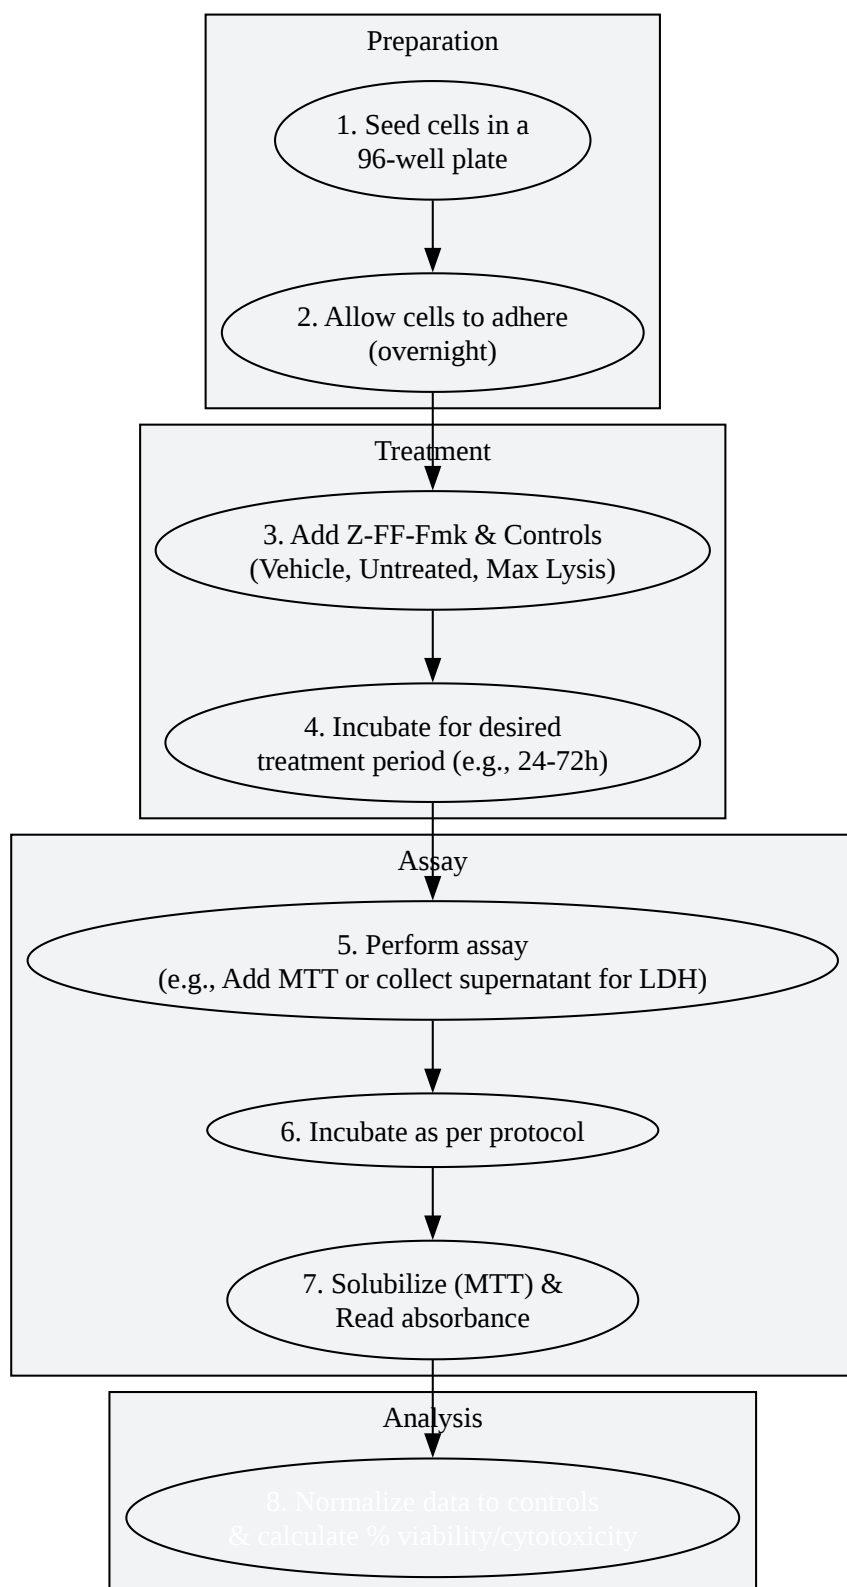 Preparation
1. Seed cells in a
96-well plate
2. Allow cells to adhere
(overnight)
Treatment
3. Add Z-FF-Fmk & Controls
(Vehicle, Untreated, Max Lysis)
4. Incubate for desired
treatment period (e.g., 24-72h)
Assay
5. Perform assay
(e.g., Add MTT or collect supernatant for LDH)
6. Incubate as per protocol
7. Solubilize (MTT) &
Read absorbance
Analysis
8. Normalize data to controls
& calculate % viability/cytotoxicity